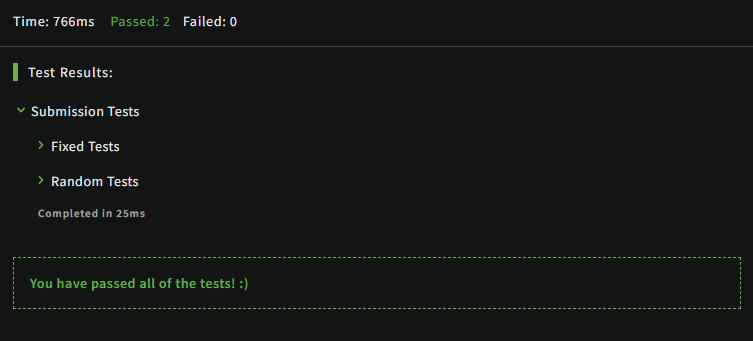 Time: 766ms Passed: 2 Failed: 0
Test Results:
Submission Tests
Fixed Tests
Random Tests
Completed in 25ms
You have passed all of the tests! :)